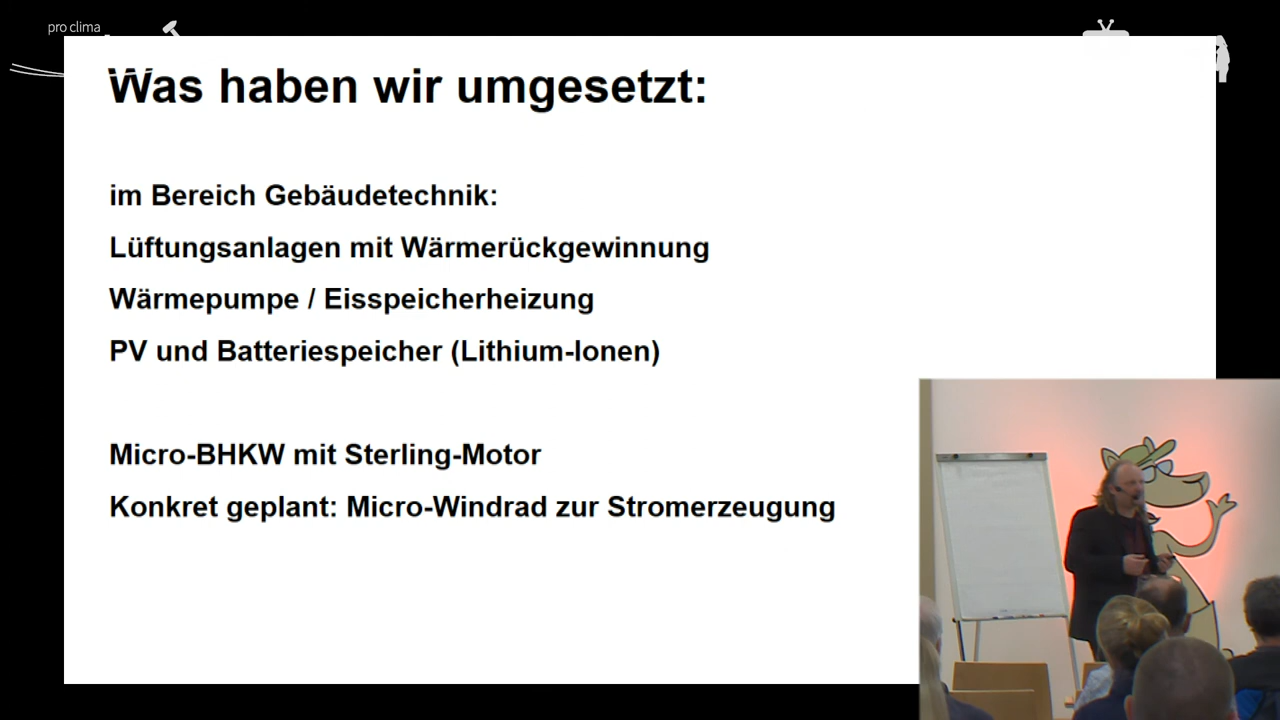 pro clima
Was haben wir umgesetzt:
im Bereich Gebäudetechnik:
Lüftungsanlagen mit Wärmerückgewinnung
Wärmepumpe / Eisspeicherheizung
PV und Batteriespeicher (Lithium-Ionen)
Micro-BHKW mit Sterling-Motor
Konkret geplant: Micro-Windrad zur Stromerzeugung